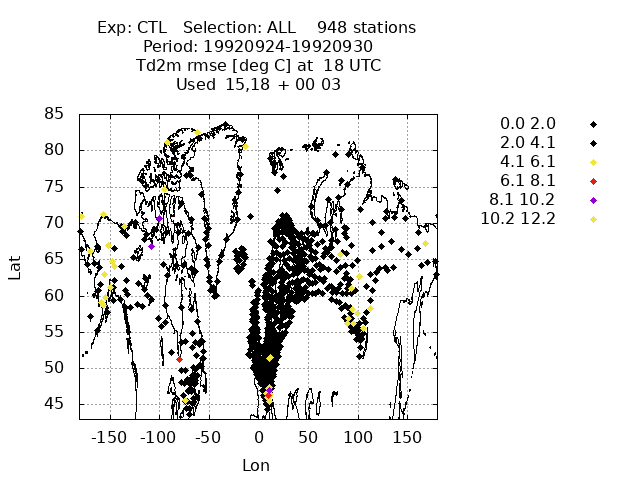 Exp: CTL Selection: ALL 948 stations
Period: 19920924-19920930
Td2m rmse [deg C] at 18 UTC
Used 15,18 + 00 03
85
80
75
70
65
60
55
50
45
Lat
-150 -100 -50 0 50 100 150
Lon
0.0 2.0
2.0 4.1
4.1 6.1
6.1 8.1
8.1 10.2
10.2 12.2